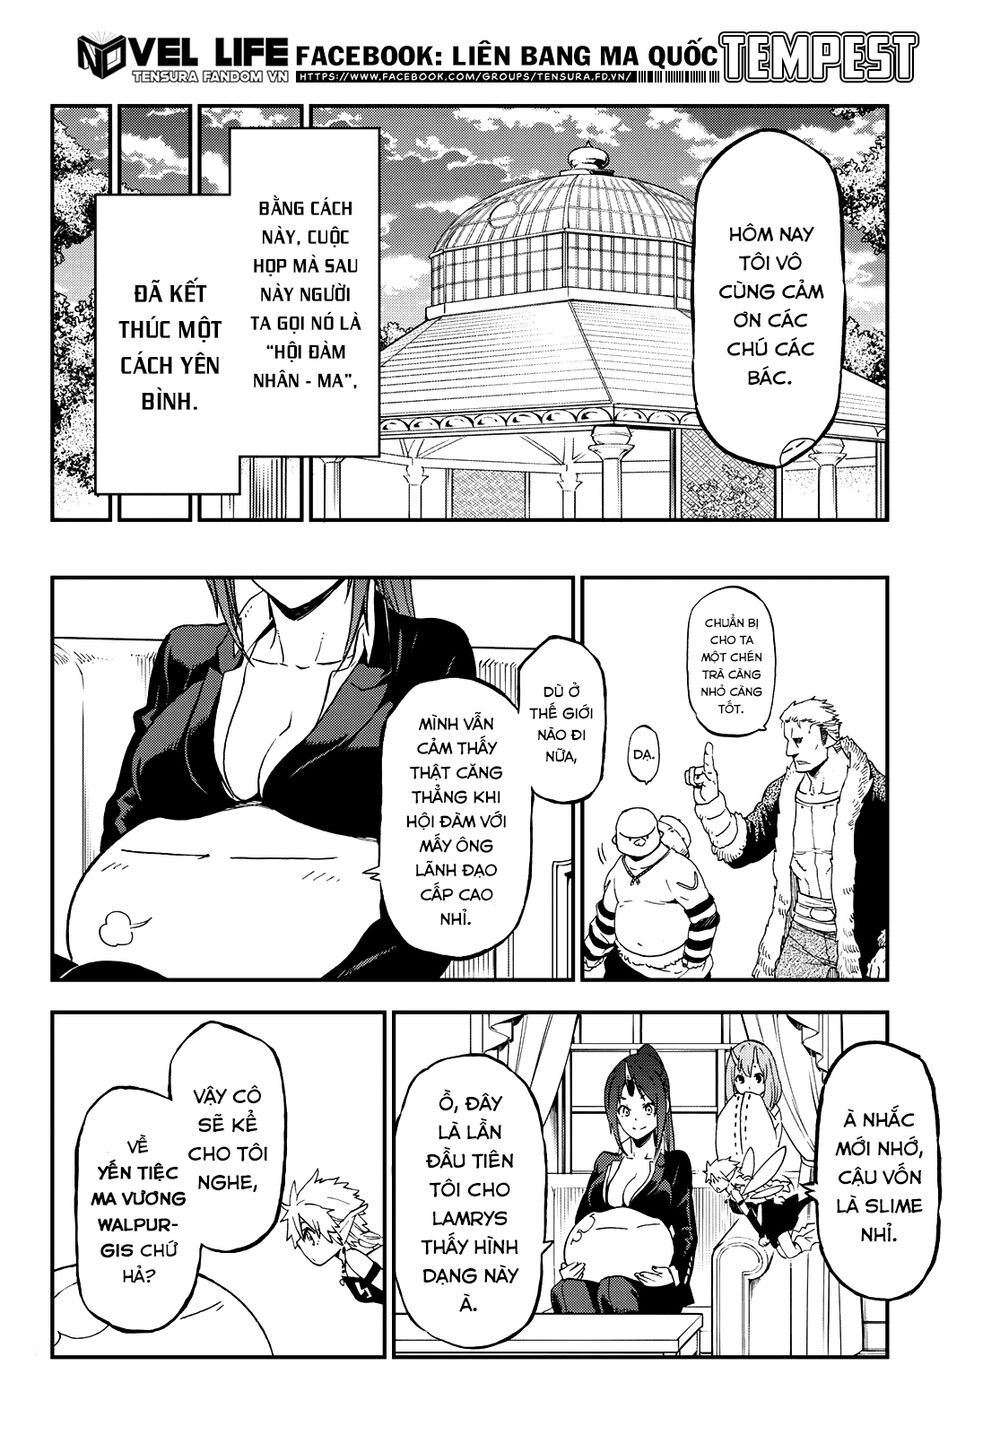 NOVEL LIFE
TENSURA FANDOM VN
FACEBOOK: LIÊN BANG MA QUỐC
HTTPS://WWW.FACEBOOK.COM/GROUPS/TENSURA.FD.VN/
TEMPEST
HÔM NAY
TÔI VÔ
CÙNG CẢM
ƠN CÁC
CHÚ CÁC
BÁC.
BẰNG CÁCH
NÀY, CUỘC
HỌP MÀ SAU
NÀY NGƯỜI
TA GỌI NÓ LÀ
“HỘI ĐÀM
NHÂN - MA”,
ĐÃ KẾT
THÚC MỘT
CÁCH YÊN
BÌNH.
CHUẨN BỊ
CHO TA
MỘT CHÉN
TRÀ CÀNG
NHỎ CÀNG
TỐT.
DẠ.
DÙ Ở
THẾ GIỚI
NÀO ĐI
NỮA,
MÌNH VẪN
CẢM THẤY
THẬT CĂNG
THẲNG KHI
HỘI ĐÀM VỚI
MẤY ÔNG
LÃNH ĐẠO
CẤP CAO
NHỈ.
À NHẮC
MỚI NHỚ,
CẬU VỐN
LÀ SLIME
NHỈ.
Ồ, ĐÂY
LÀ LẦN
ĐẦU TIÊN
TÔI CHO
LAMRYS
THẤY HÌNH
DẠNG NÀY
À.
VẬY CÔ
SẼ KỂ
CHO TÔI
NGHE,
VỀ
YẾN TIỆC
MA VƯƠNG
WALPUR-
GIS CHỨ
HẢ?